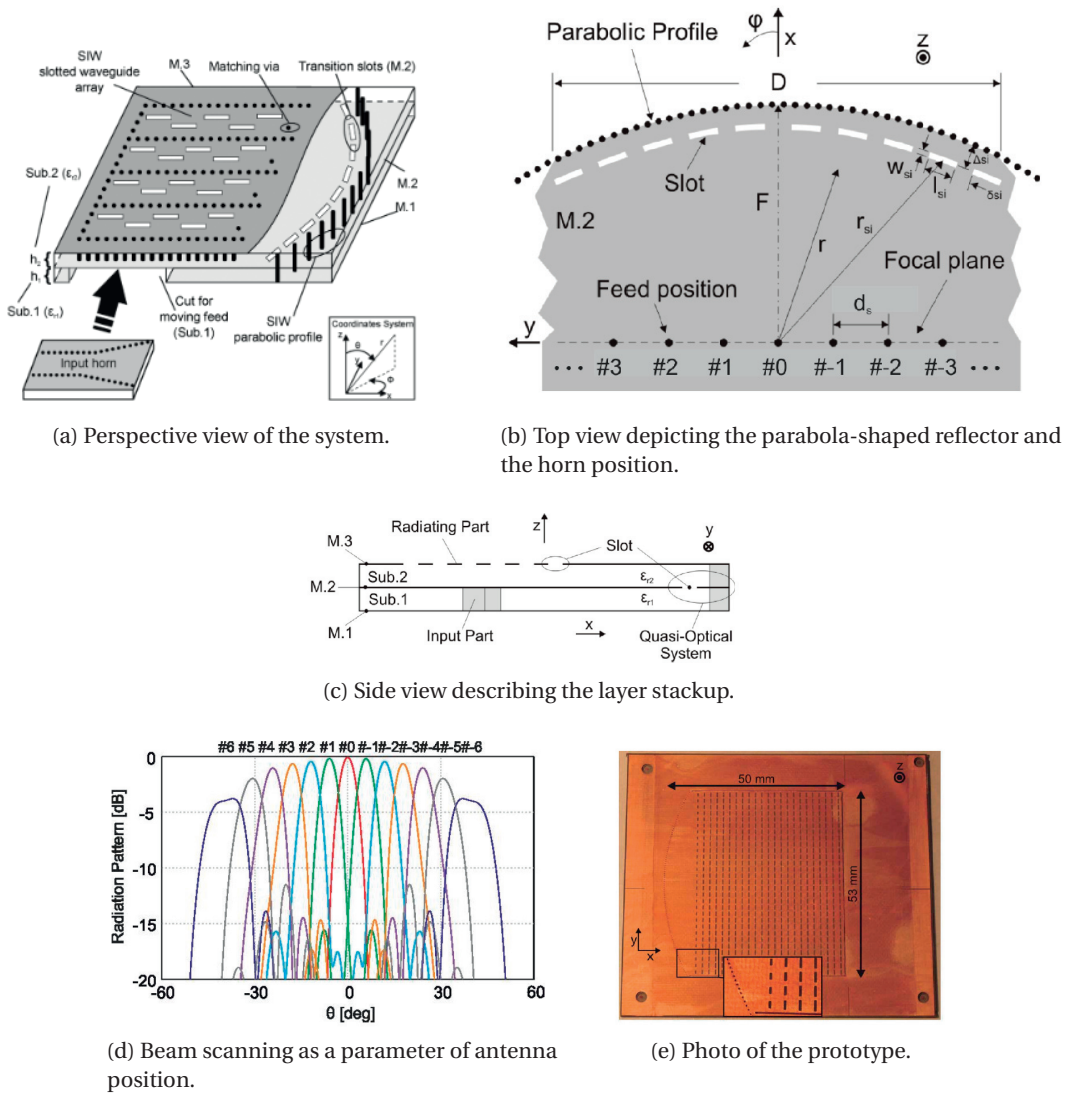 SIW
slotted waveguide
array
M.3
Matching via
Transition slots (M.2)
Sub.2 (εr2)
M.2
M.1
h2
h1
Sub.1 (εr1)
Cut for
moving feed
(Sub.1)
SIW
parabolic profile
Input horn
Coordinates System
z
θ
r
y
Φ
x
(a) Perspective view of the system.
Parabolic Profile
φ
x
z
D
Slot
wsi
lsi
Δsi
δsi
M.2
F
r
rsi
Focal plane
Feed position
ds
y
··· #3 #2 #1 #0 #-1 #-2 #-3 ···
(b) Top view depicting the parabola-shaped reflector and
the horn position.
Radiating Part
z
Slot
y
M.3
Sub.2
εr2
M.2
Sub.1
εr1
M.1
Input Part
x
Quasi-Optical
System
(c) Side view describing the layer stackup.
#6 #5 #4 #3 #2 #1 #0 #-1#-2#-3#-4#-5#-6
Radiation Pattern [dB]
0
-5
-10
-15
-20
-60 -30 0 30 60
θ [deg]
(d) Beam scanning as a parameter of antenna
position.
z
50 mm
53 mm
y
x
(e) Photo of the prototype.